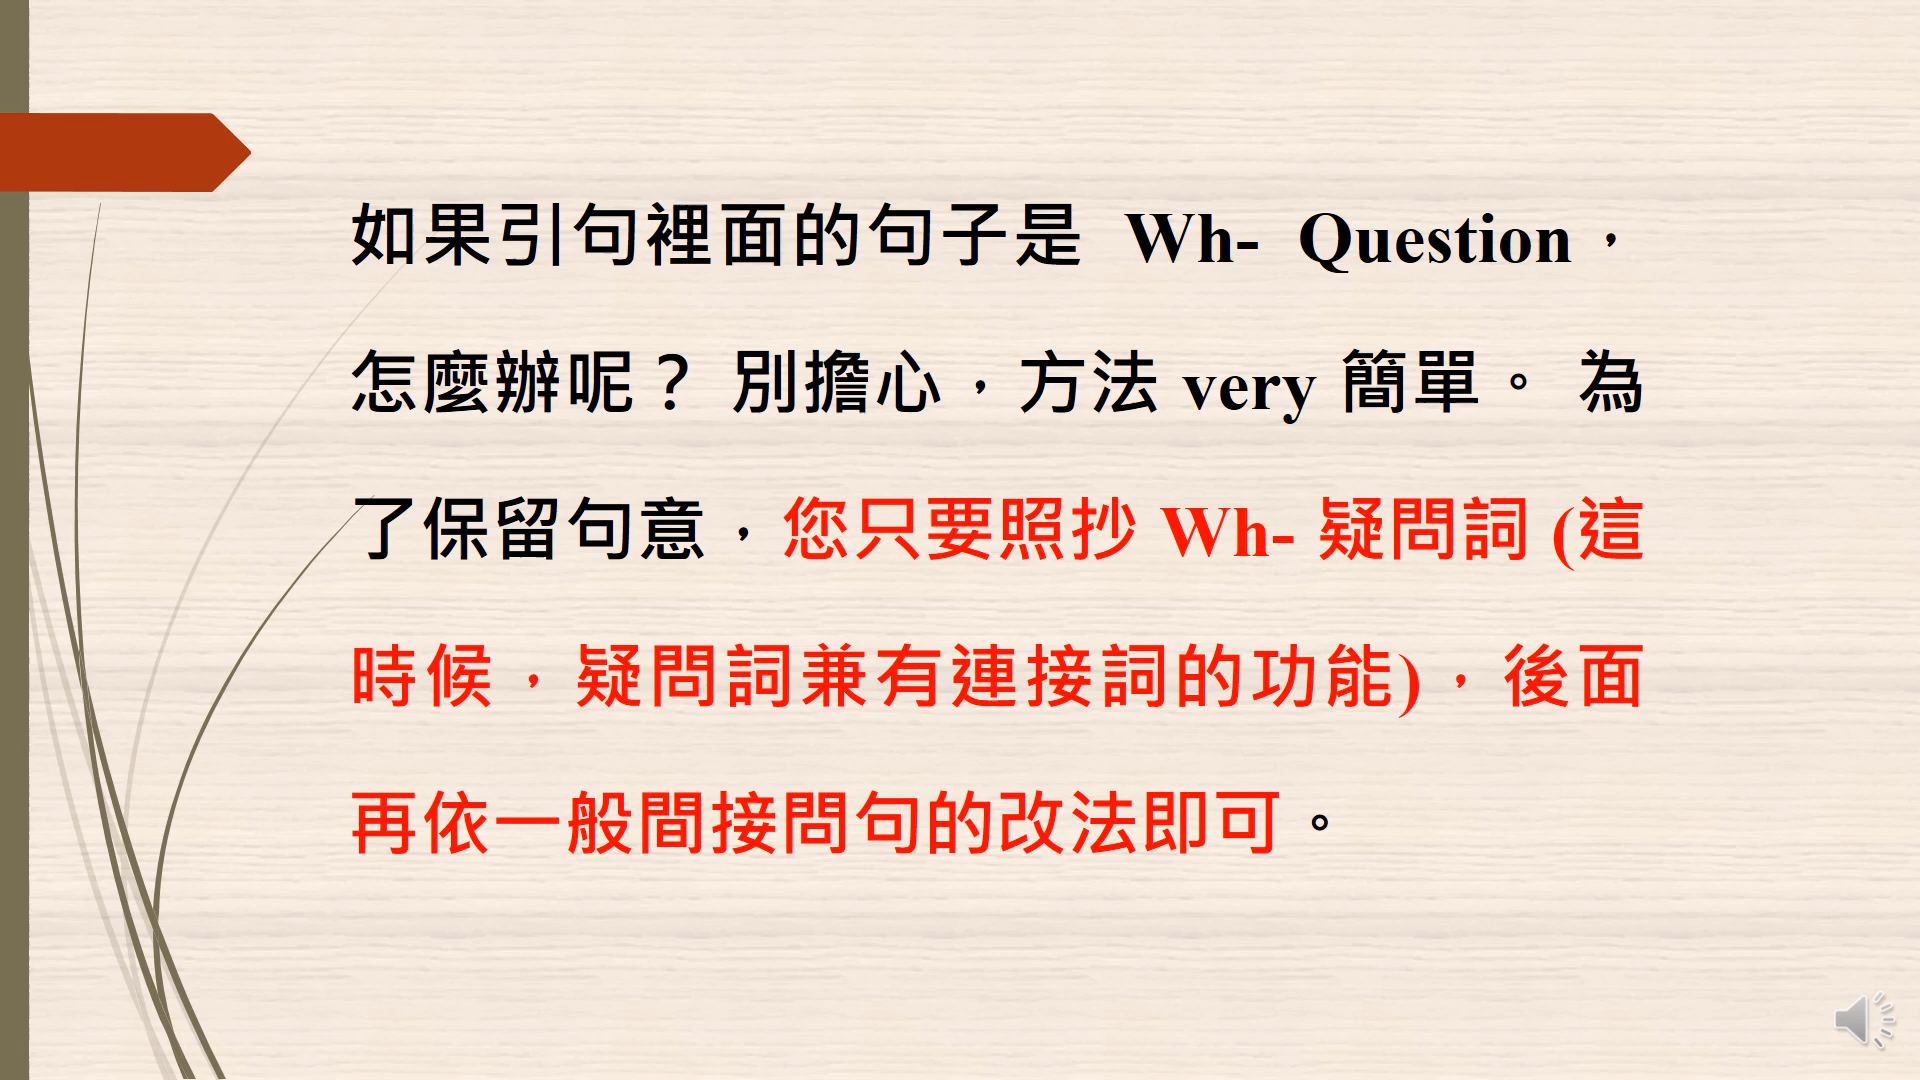 如果引句裡面的句子是 Wh- Question，
怎麼辦呢？ 別擔心，方法 very 簡單。 為
了保留句意，您只要照抄 Wh- 疑問詞 (這
時候，疑問詞兼有連接詞的功能)，後面
再依一般間接問句的改法即可。